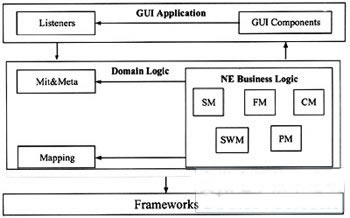 GUI Application
Listeners
GUI Components
Domain Logic
NE Business Logic
Mit&Meta
SM
FM
CM
SWM
PM
Mapping
Frameworks